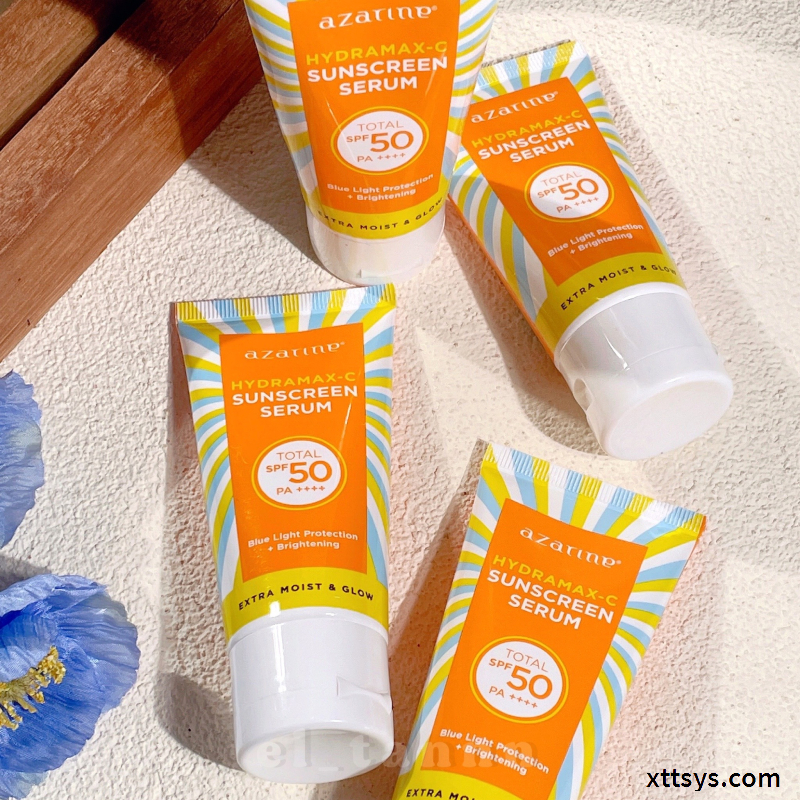 azarine®
HYDRAMAX-C
SUNSCREEN
SERUM
TOTAL
SPF 50
PA ++++
Blue Light Protection
+ Brightening
EXTRA MOIST & GLOW
azarine®
HYDRAMAX-C
SUNSCREEN
SERUM
TOTAL
SPF 50
PA ++++
Blue Light Protection
+ Brightening
EXTRA MOIST & GLOW
azarine®
HYDRAMAX-C
SUNSCREEN
SERUM
TOTAL
SPF 50
PA ++++
Blue Light Protection
+ Brightening
EXTRA MOIST & GLOW
azarine®
HYDRAMAX-C
SUNSCREEN
SERUM
TOTAL
SPF 50
PA ++++
Blue Light Protection
+ Brightening
EXTRA MOIST &
xttsys.com